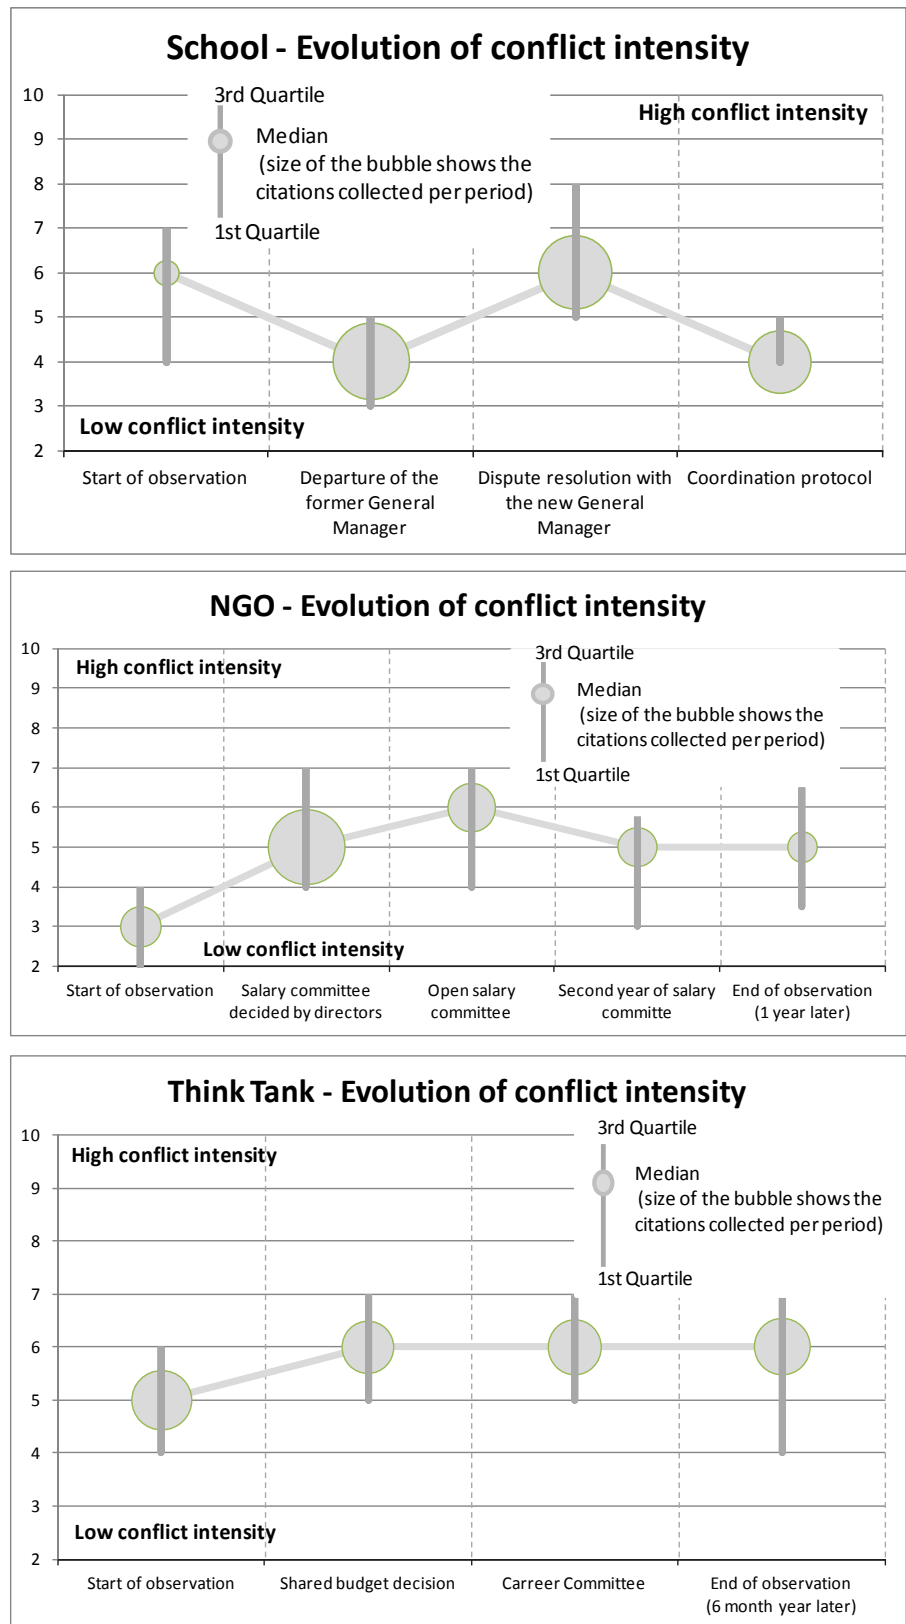 School - Evolution of conflict intensity
10
9
8
7
6
5
4
3
2
3rd Quartile
Median
(size of the bubble shows the
citations collected per period)
1st Quartile
High conflict intensity
Low conflict intensity
Start of observation
Departure of the
former General
Manager
Dispute resolution with
the new General
Manager
Coordination protocol
NGO - Evolution of conflict intensity
10
9
8
7
6
5
4
3
2
High conflict intensity
3rd Quartile
Median
(size of the bubble shows the
citations collected per period)
1st Quartile
Low conflict intensity
Start of observation
Salary committee
decided by directors
Open salary
committee
Second year of salary
committe
End of observation
(1 year later)
Think Tank - Evolution of conflict intensity
10
9
8
7
6
5
4
3
2
High conflict intensity
3rd Quartile
Median
(size of the bubble shows the
citations collected per period)
1st Quartile
Low conflict intensity
Start of observation
Shared budget decision
Carreer Committee
End of observation
(6 month year later)